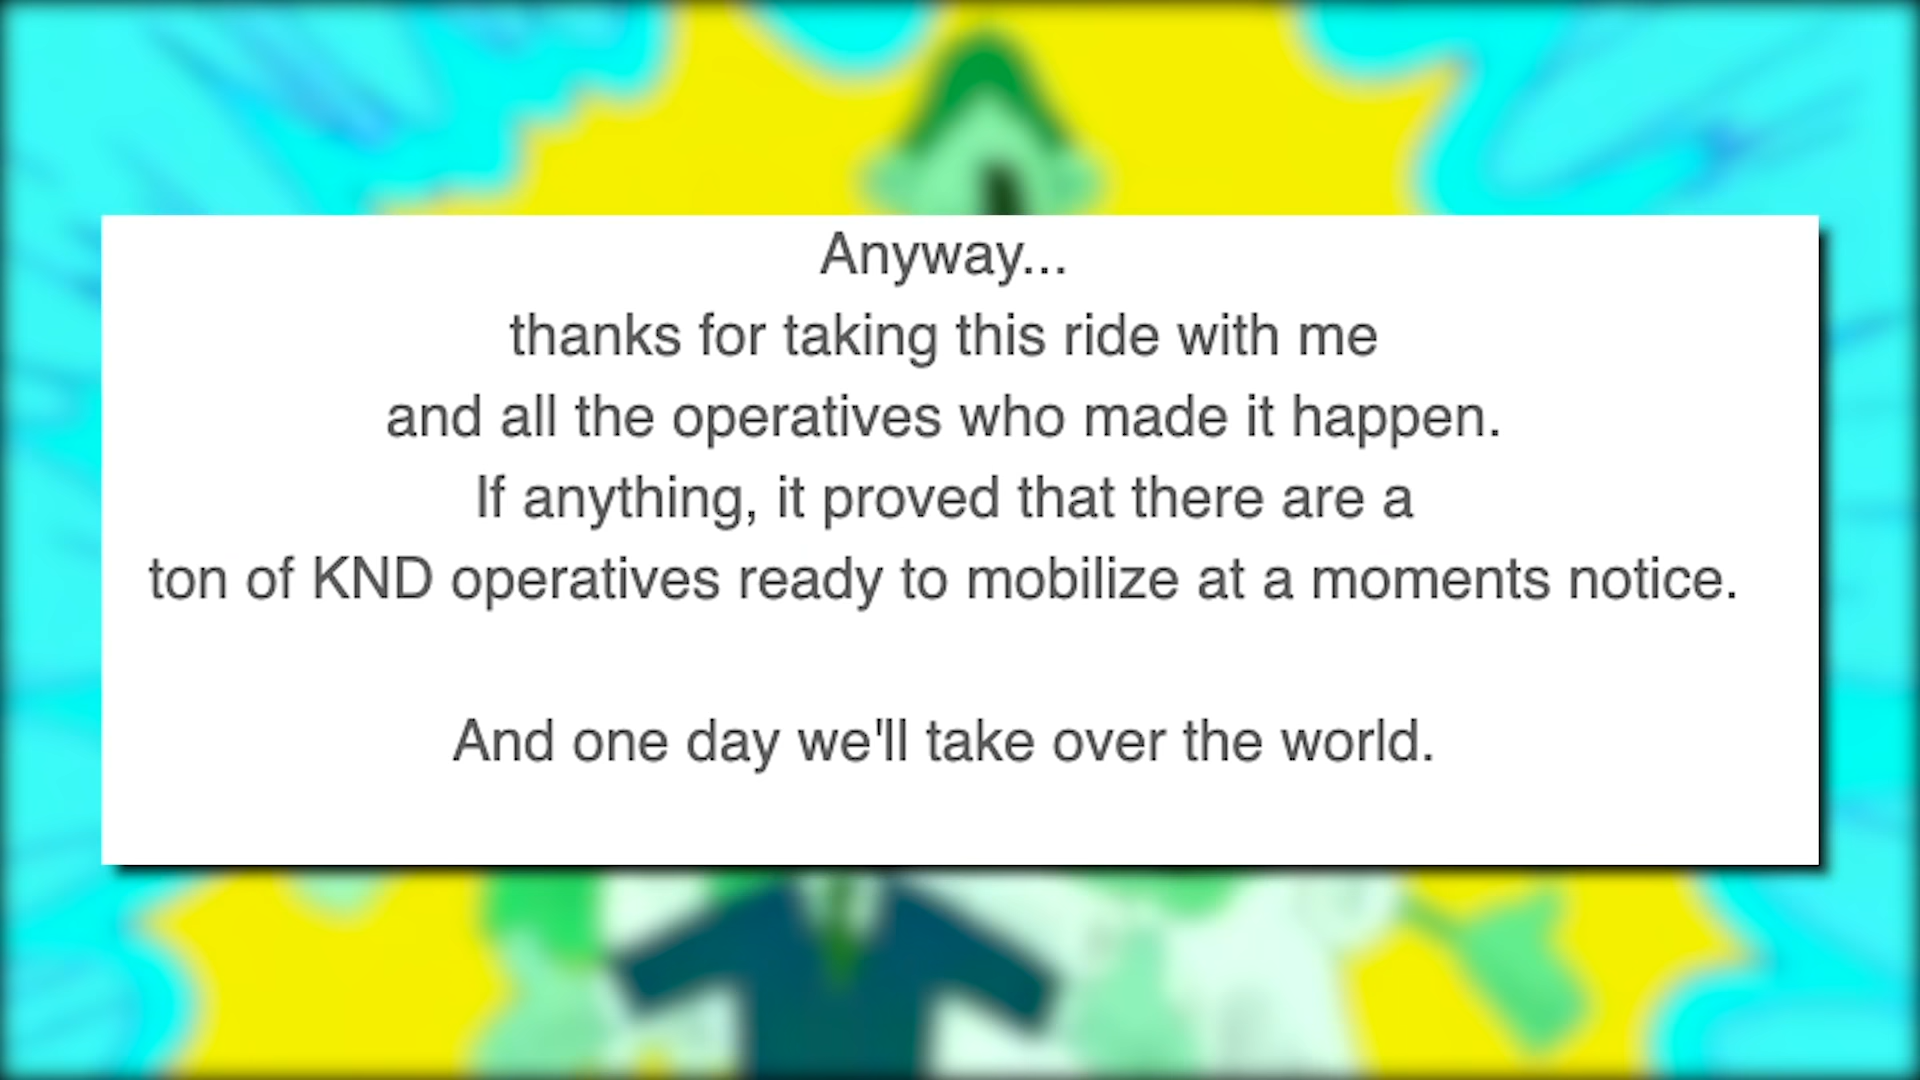 Anyway...
thanks for taking this ride with me
and all the operatives who made it happen.
If anything, it proved that there are a
ton of KND operatives ready to mobilize at a moments notice.
And one day we'll take over the world.